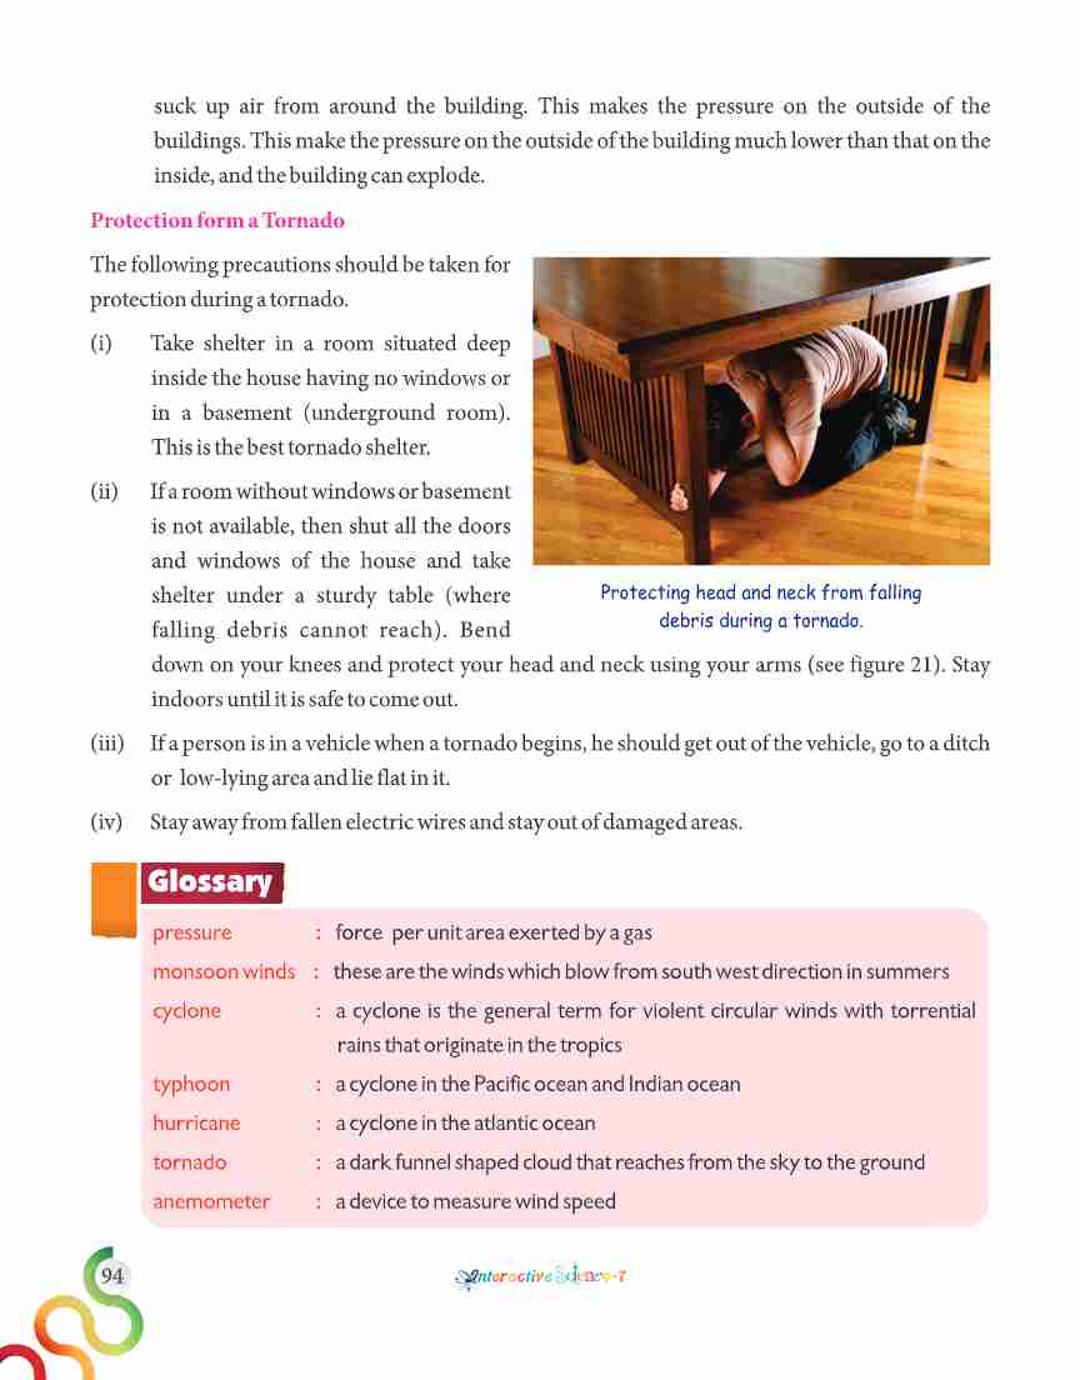 suck up air from around the building. This makes the pressure on the outside of the
buildings. This make the pressure on the outside of the building much lower than that on the
inside, and the building can explode.
Protection form a Tornado
The following precautions should be taken for
protection during a tornado.
(i) Take shelter in a room situated deep
inside the house having no windows or
in a basement (underground room).
This is the best tornado shelter.
(ii) If a room without windows or basement
is not available, then shut all the doors
and windows of the house and take
shelter under a sturdy table (where
falling debris cannot reach). Bend
down on your knees and protect your head and neck using your arms (see figure 21). Stay
indoors until it is safe to come out.
Protecting head and neck from falling
debris during a tornado.
(iii) If a person is in a vehicle when a tornado begins, he should get out of the vehicle, go to a ditch
or low-lying area and lie flat in it.
(iv) Stay away from fallen electric wires and stay out of damaged areas.
Glossary
pressure : force per unit area exerted by a gas
monsoon winds : these are the winds which blow from south west direction in summers
cyclone : a cyclone is the general term for violent circular winds with torrential
rains that originate in the tropics
typhoon : a cyclone in the Pacific ocean and Indian ocean
hurricane : a cyclone in the atlantic ocean
tornado : a dark funnel shaped cloud that reaches from the sky to the ground
anemometer : a device to measure wind speed
94
Interactive Science-7